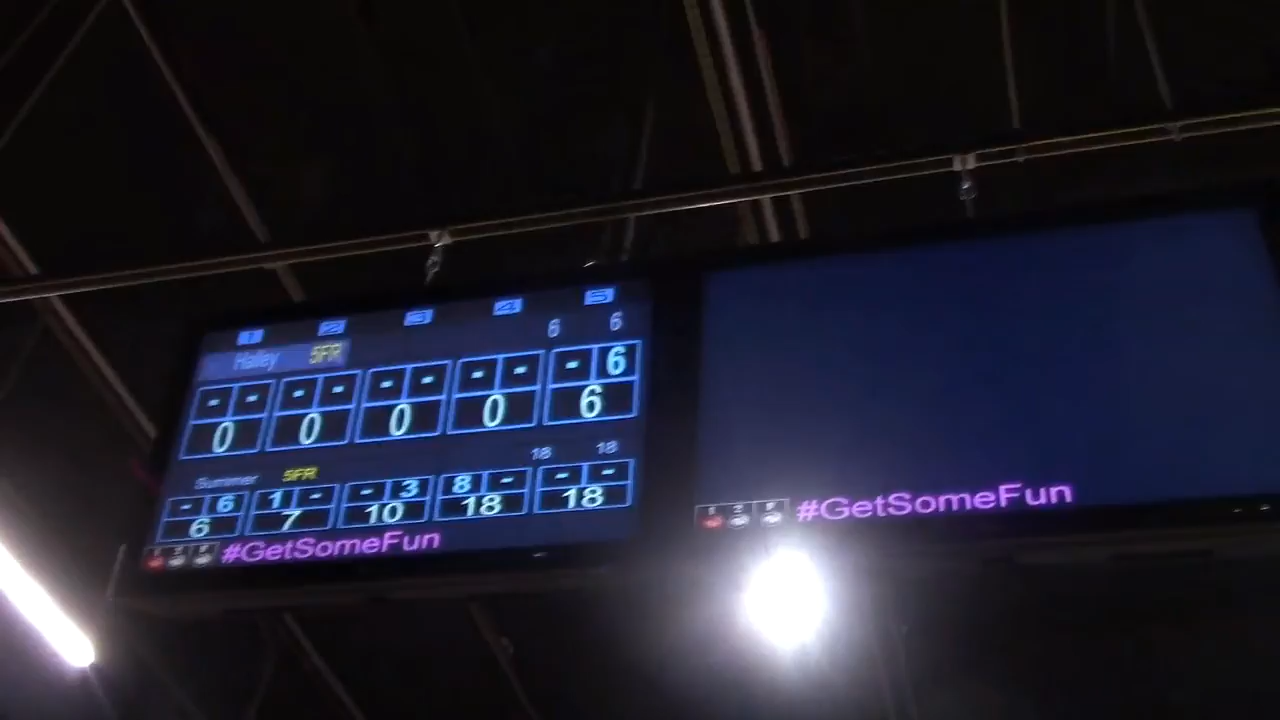 1 2 3 4 5
Halley 5FR 6 6
- - - - - - - - - 6
0 0 0 0 6
Summer 5FR 18 18
- 6 1 - - 3 8 - - -
6 7 10 18 18
#GetSomeFun
#GetSomeFun